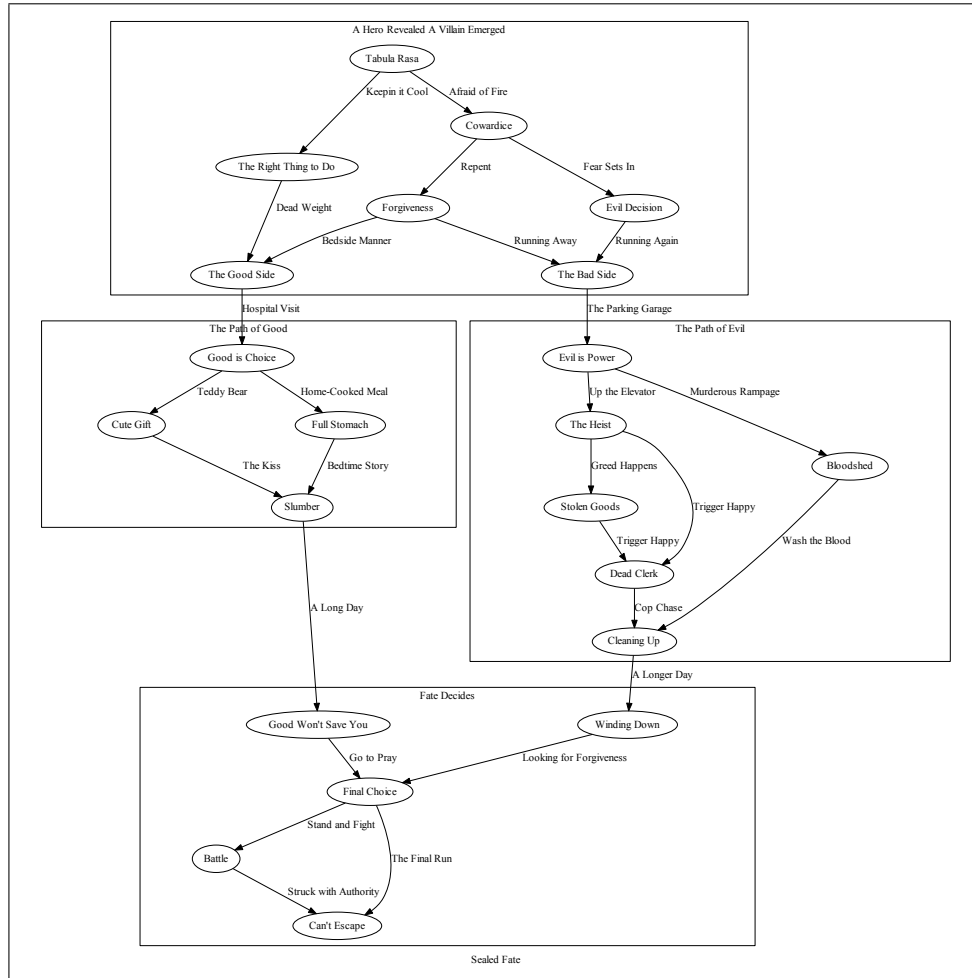 A Hero Revealed A Villain Emerged
Tabula Rasa
Keepin it Cool
Afraid of Fire
Cowardice
The Right Thing to Do
Repent
Fear Sets In
Dead Weight
Forgiveness
Evil Decision
Bedside Manner
Running Away
Running Again
The Good Side
The Bad Side
Hospital Visit
The Parking Garage
The Path of Good
Good is Choice
Teddy Bear
Home-Cooked Meal
Cute Gift
Full Stomach
The Kiss
Bedtime Story
Slumber
The Path of Evil
Evil is Power
Up the Elevator
Murderous Rampage
The Heist
Bloodshed
Greed Happens
Stolen Goods
Trigger Happy
Trigger Happy
Wash the Blood
Dead Clerk
Cop Chase
Cleaning Up
A Long Day
A Longer Day
Fate Decides
Good Won't Save You
Winding Down
Go to Pray
Looking for Forgiveness
Final Choice
Stand and Fight
Battle
The Final Run
Struck with Authority
Can't Escape
Sealed Fate